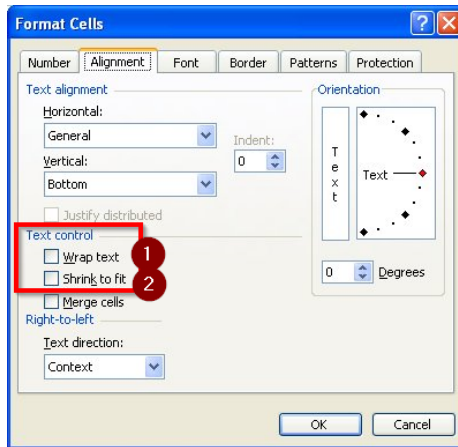 Format Cells
Number Alignment Font Border Patterns Protection
Text alignment
Horizontal:
General
Indent:
Vertical:
0
Bottom
Justify distributed
Text control
Wrap text 1
Shrink to fit 2
Merge cells
Right-to-left
Text direction:
Context
Orientation
Text
Text
0 Degrees
OK Cancel